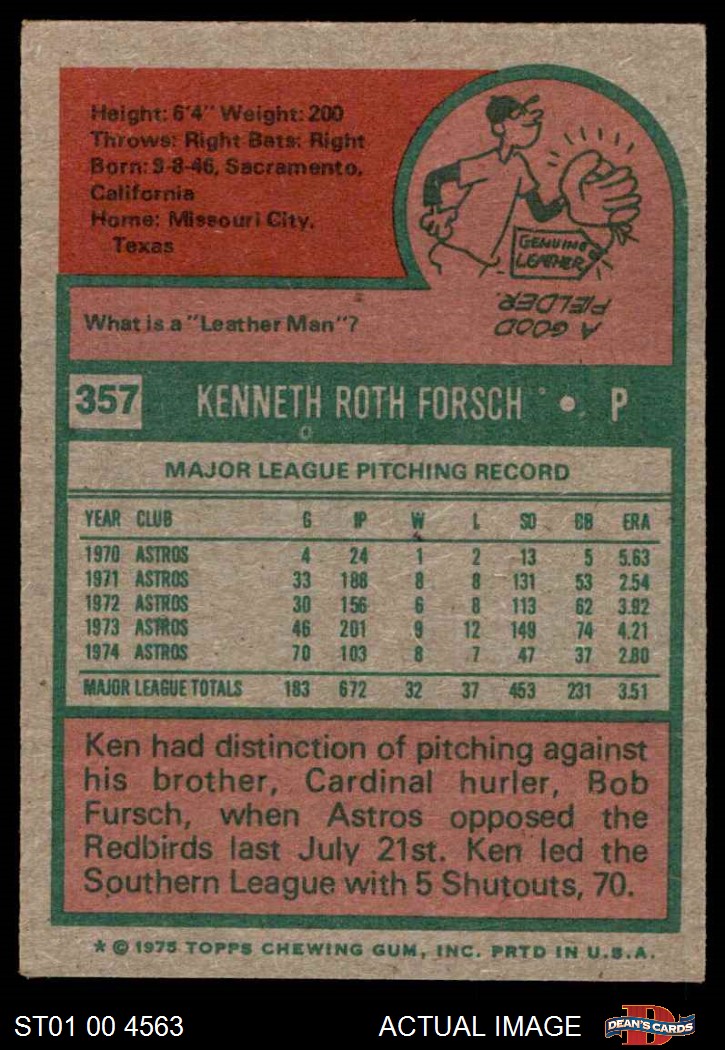 Height: 6'4" Weight: 200
Throws: Right Bats: Right
Born: 9-8-46, Sacramento,
California
Home: Missouri City,
Texas
GENUINE
LEATHER
What is a "Leather Man"?
A GOOD
FIELDER.
357 KENNETH ROTH FORSCH • P
MAJOR LEAGUE PITCHING RECORD
YEAR CLUB G IP W L SO BB ERA
1970 ASTROS 4 24 1 2 13 5 5.63
1971 ASTROS 33 188 8 8 131 53 2.54
1972 ASTROS 30 156 6 8 113 62 3.92
1973 ASTROS 46 201 9 12 149 74 4.21
1974 ASTROS 70 103 8 7 47 37 2.80
MAJOR LEAGUE TOTALS 183 672 32 37 453 231 3.51
Ken had distinction of pitching against
his brother, Cardinal hurler, Bob
Fursch, when Astros opposed the
Redbirds last July 21st. Ken led the
Southern League with 5 Shutouts, 70.
* © 1975 TOPPS CHEWING GUM, INC. PRTD IN U.S.A.
ST01 00 4563 ACTUAL IMAGE D DEAN'S CARDS